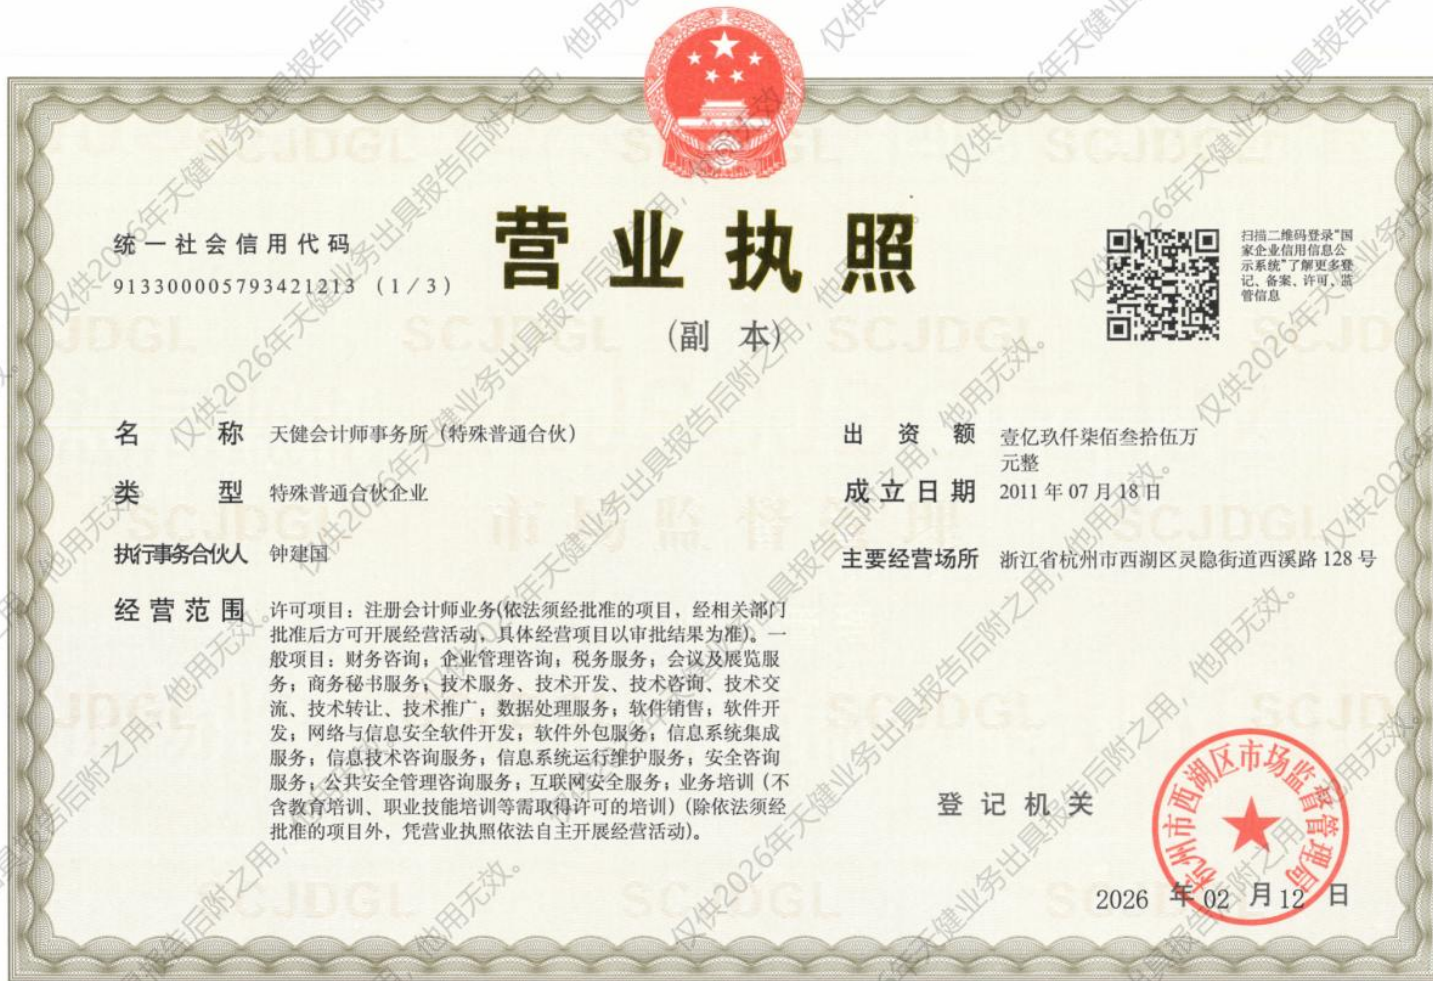 营业执照
(副 本)
统一社会信用代码
913300005793421213 (1/3)
扫描二维码登录“国
家企业信用信息公
示系统”了解更多登
记、备案、许可、监
管信息
名 称 天健会计师事务所（特殊普通合伙）
类 型 特殊普通合伙企业
执行事务合伙人 钟建国
经营范围 许可项目：注册会计师业务(依法须经批准的项目，经相关部门
批准后方可开展经营活动，具体经营项目以审批结果为准)。一
般项目：财务咨询；企业管理咨询；税务服务；会议及展览服
务；商务秘书服务；技术服务、技术开发、技术咨询、技术交
流、技术转让、技术推广；数据处理服务；软件销售；软件开
发；网络与信息安全软件开发；软件外包服务；信息系统集成
服务；信息技术咨询服务；信息系统运行维护服务；安全咨询
服务；公共安全管理咨询服务；互联网安全服务；业务培训（不
含教育培训、职业技能培训等需取得许可的培训）(除依法须经
批准的项目外，凭营业执照依法自主开展经营活动)。
出 资 额 壹亿玖仟柒佰叁拾伍万
元整
成立日期 2011年07月18日
主要经营场所 浙江省杭州市西湖区灵隐街道西溪路128号
登记机关
杭州市西湖区市场监督管理局
2026 年 02 月 12 日
仅供2026年天健业务出具报告后附之用，他用无效。
SCJDGL
市场监督管理